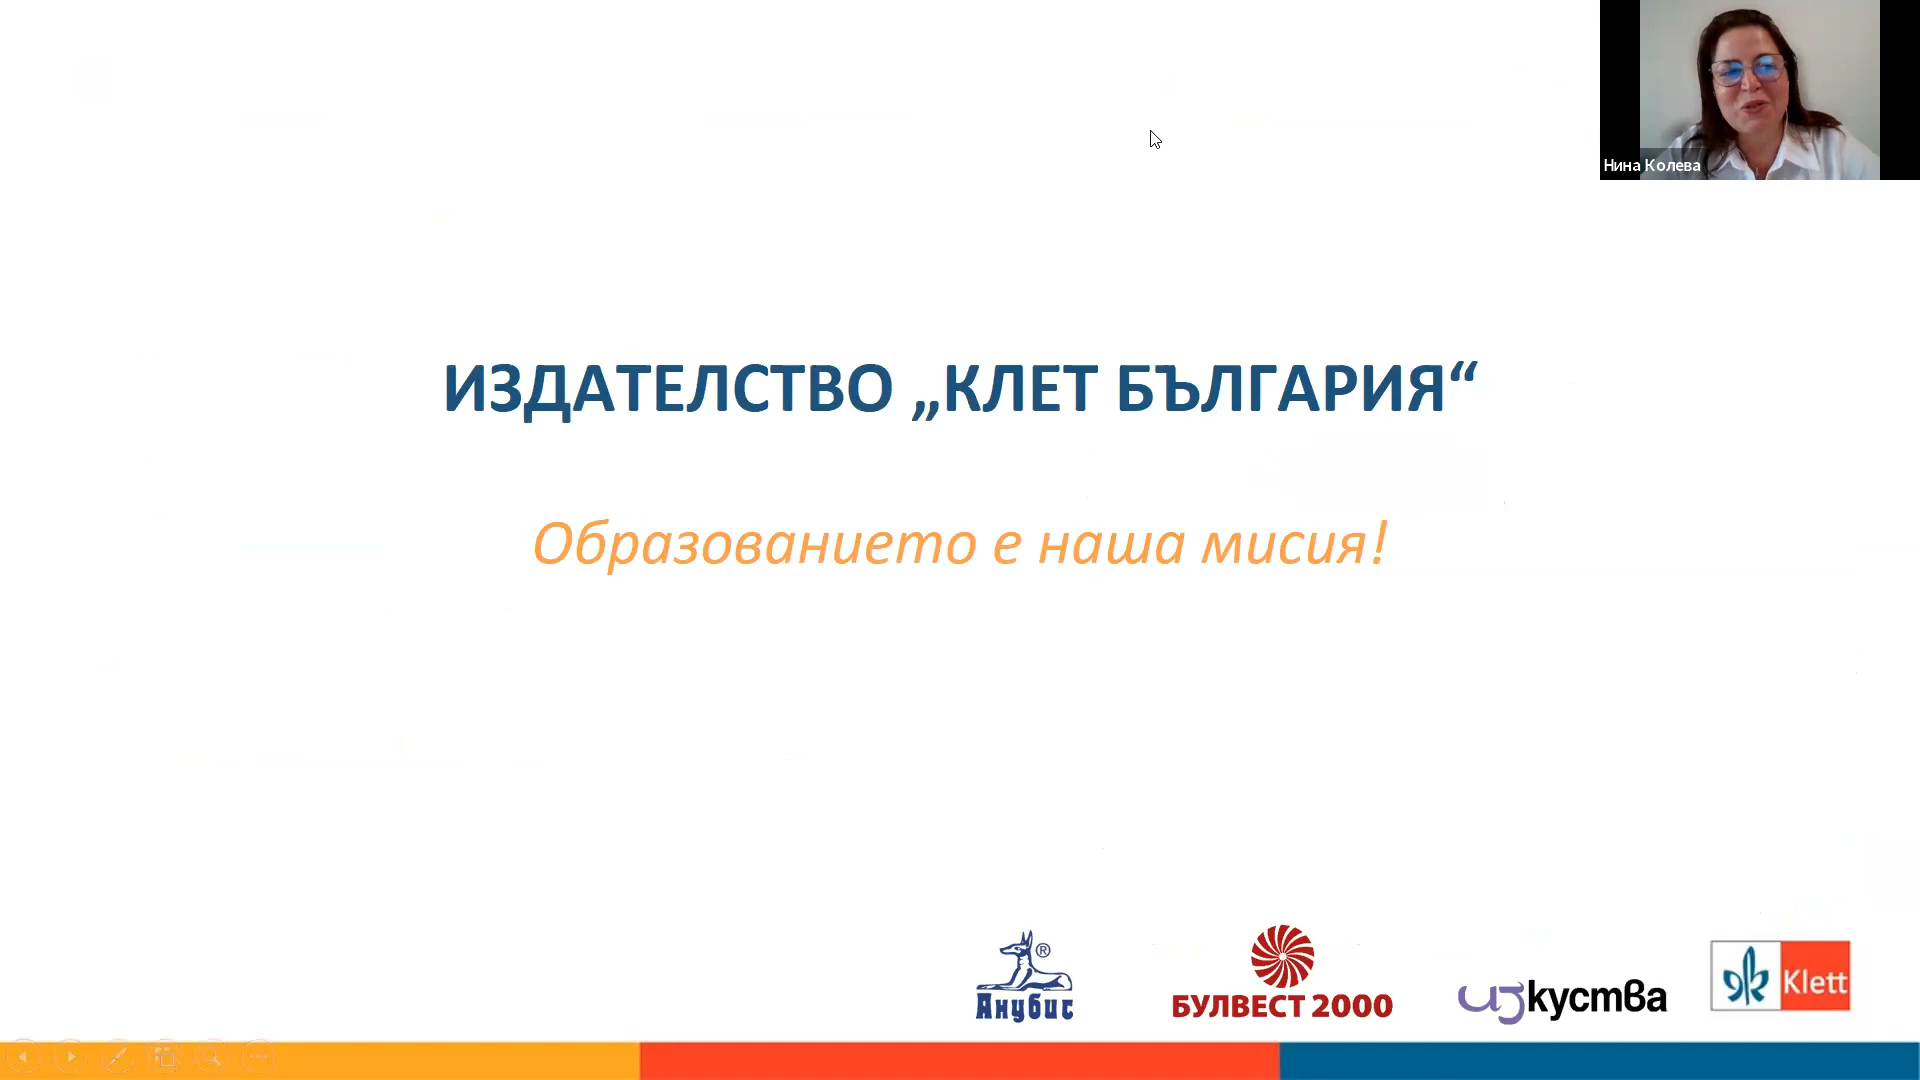 Нина Колева
ИЗДАТЕЛСТВО „КЛЕТ БЪЛГАРИЯ“
Образованието е наша мисия!
®
Анубис
БУЛВЕСТ 2000
изкуства
Klett